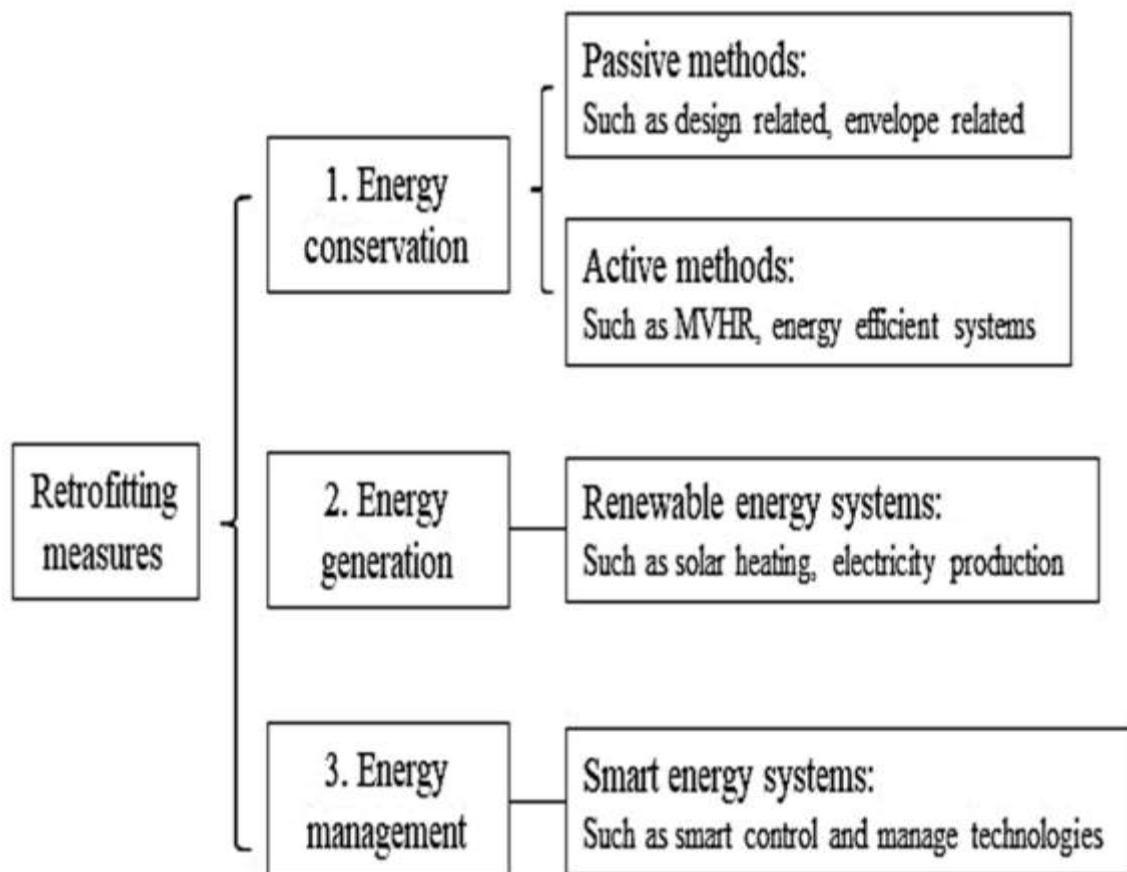 Retrofitting
measures
1. Energy
conservation
Passive methods:
Such as design related, envelope related
Active methods:
Such as MVHR, energy efficient systems
2. Energy
generation
Renewable energy systems:
Such as solar heating, electricity production
3. Energy
management
Smart energy systems:
Such as smart control and manage technologies